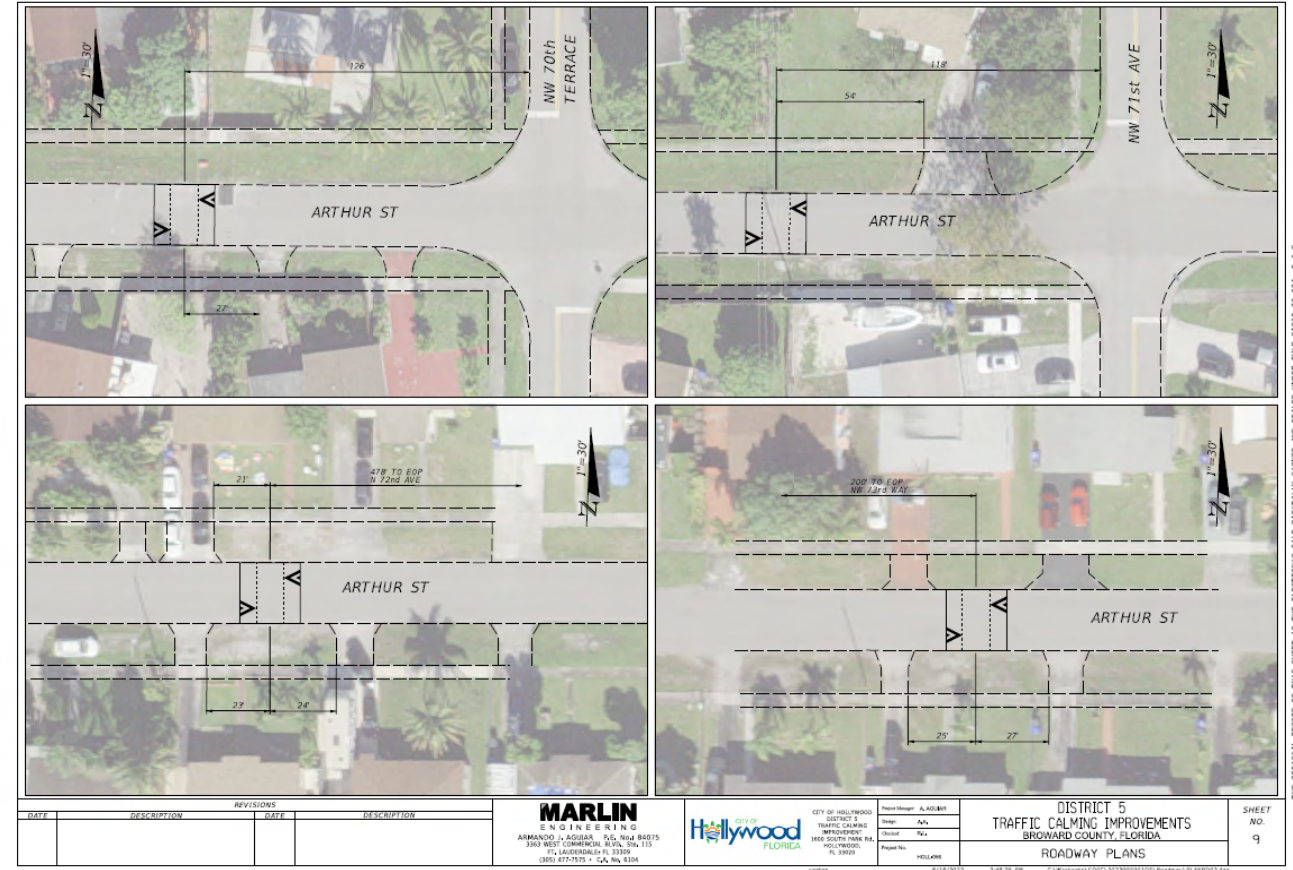 1"=30'
N
126'
NW 70th
TERRACE
ARTHUR ST
27'
118'
54'
NW 71st AVE
1"=30'
N
ARTHUR ST
21'
478' TO EOP
N 72nd AVE
1"=30'
N
ARTHUR ST
23'
24'
200' TO EOP
NW 73rd WAY
1"=30'
N
ARTHUR ST
25'
27'
REVISIONS
DATE DESCRIPTION DATE DESCRIPTION
MARLIN
ENGINEERING
ARMANDO J. AGUIAR P.E. No.: 84075
3363 WEST COMMERCIAL BLVD., Ste. 115
FT. LAUDERDALE, FL 33309
(305) 477-7575 • C.A. No. 6104
CITY OF
Hollywood
FLORIDA
CITY OF HOLLYWOOD
DISTRICT 5
TRAFFIC CALMING
IMPROVEMENT
1600 SOUTH PARK Rd.
HOLLYWOOD,
FL 33020
Project Manager: A. AGUIAR
Design: A.A.
Checked:
Project No.
DISTRICT 5
TRAFFIC CALMING IMPROVEMENTS
BROWARD COUNTY, FLORIDA
ROADWAY PLANS
SHEET
NO.
9